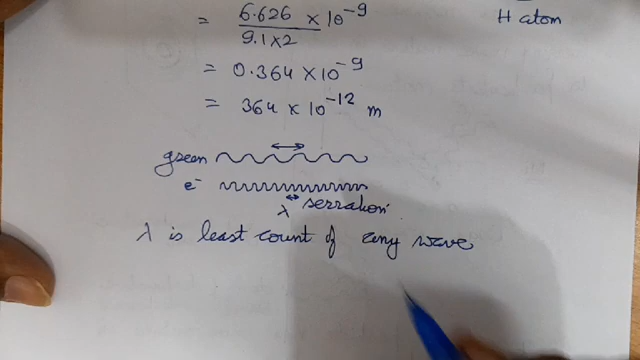 = 6.626 × 10⁻⁹ / 9.1×2
H atom
= 0.364 × 10⁻⁹
= 364 × 10⁻¹² m
green
e⁻
λ serration
λ is least count of any wave